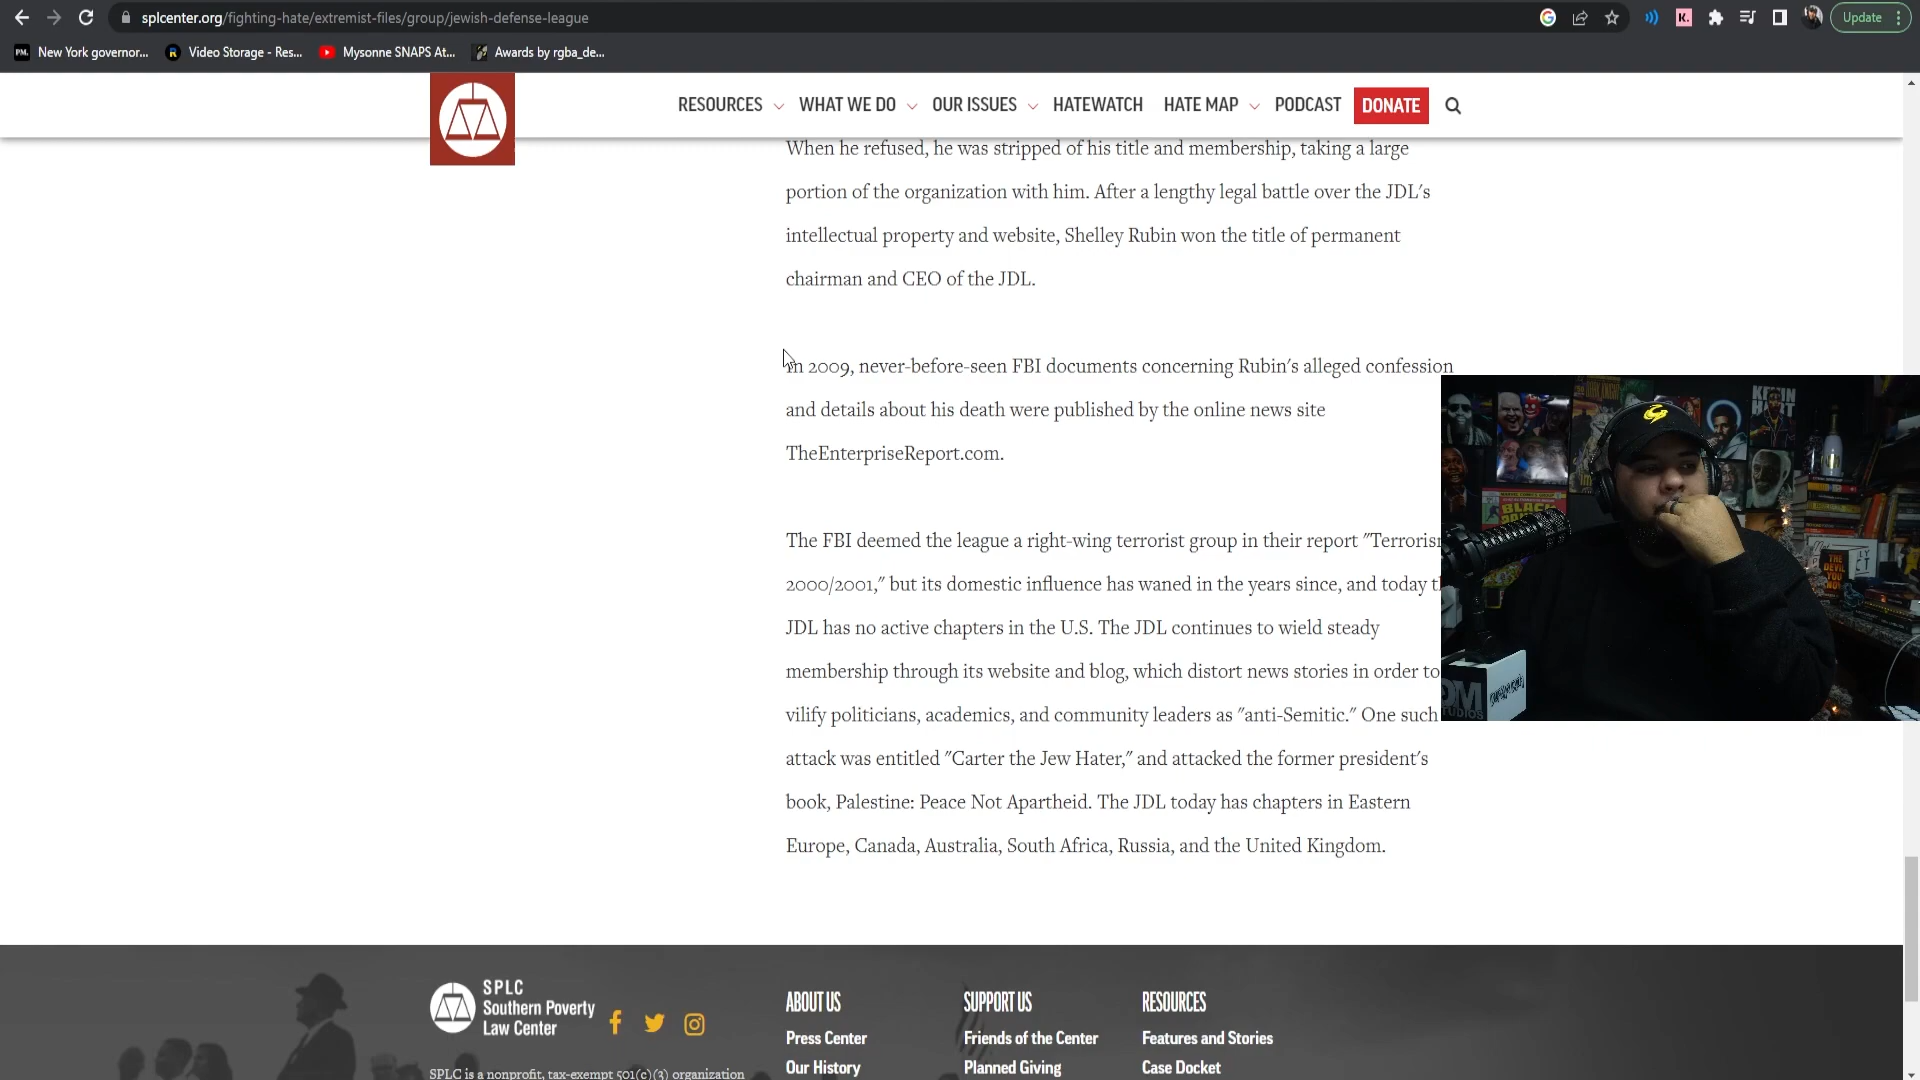 splcenter.org/fighting-hate/extremist-files/group/jewish-defense-league
K.
Update
PM. New York governor... R Video Storage - Res... Mysonne SNAPS At... Awards by rgba_de...
RESOURCES WHAT WE DO OUR ISSUES HATEWATCH HATE MAP PODCAST DONATE
When he refused, he was stripped of his title and membership, taking a large
portion of the organization with him. After a lengthy legal battle over the JDL's
intellectual property and website, Shelley Rubin won the title of permanent
chairman and CEO of the JDL.
In 2009, never-before-seen FBI documents concerning Rubin's alleged confession
and details about his death were published by the online news site
TheEnterpriseReport.com.
The FBI deemed the league a right-wing terrorist group in their report "Terroris
2000/2001," but its domestic influence has waned in the years since, and today t
JDL has no active chapters in the U.S. The JDL continues to wield steady
membership through its website and blog, which distort news stories in order to
vilify politicians, academics, and community leaders as "anti-Semitic." One such
attack was entitled "Carter the Jew Hater," and attacked the former president's
book, Palestine: Peace Not Apartheid. The JDL today has chapters in Eastern
Europe, Canada, Australia, South Africa, Russia, and the United Kingdom.
KEVIN
HART
BLACK
THE
DEVIL
YOU
KNOW
DM
STUDIOS
SPLC
Southern Poverty
Law Center
SPLC is a nonprofit, tax-exempt 501(c)(3) organization
ABOUT US
Press Center
Our History
SUPPORT US
Friends of the Center
Planned Giving
RESOURCES
Features and Stories
Case Docket